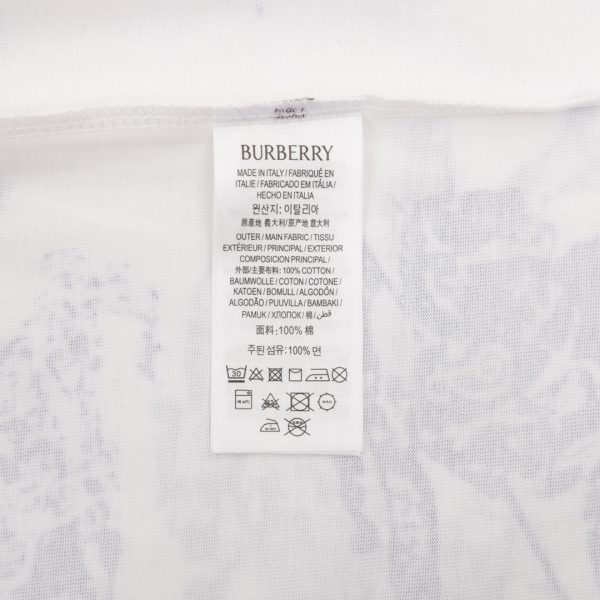 BURBERRY
MADE IN ITALY / FABRIQUÉ EN
ITALIE / FABRICADO EM ITÁLIA /
HECHO EN ITALIA
원산지: 이탈리아
原產地 義大利/原产地 意大利
OUTER / MAIN FABRIC / TISSU
EXTÉRIEUR / PRINCIPAL / EXTERIOR
COMPOSICION PRINCIPAL /
外部/主要布料: 100% COTTON /
BAUMWOLLE / COTON / COTONE /
KATOEN / BOMULL / ALGODÓN /
ALGODÃO / PUUVILLA / BAMBAKI /
PAMUK / ХЛОПОК / 棉 / قطن /
面料: 100% 棉
주된 섬유: 100% 면
30